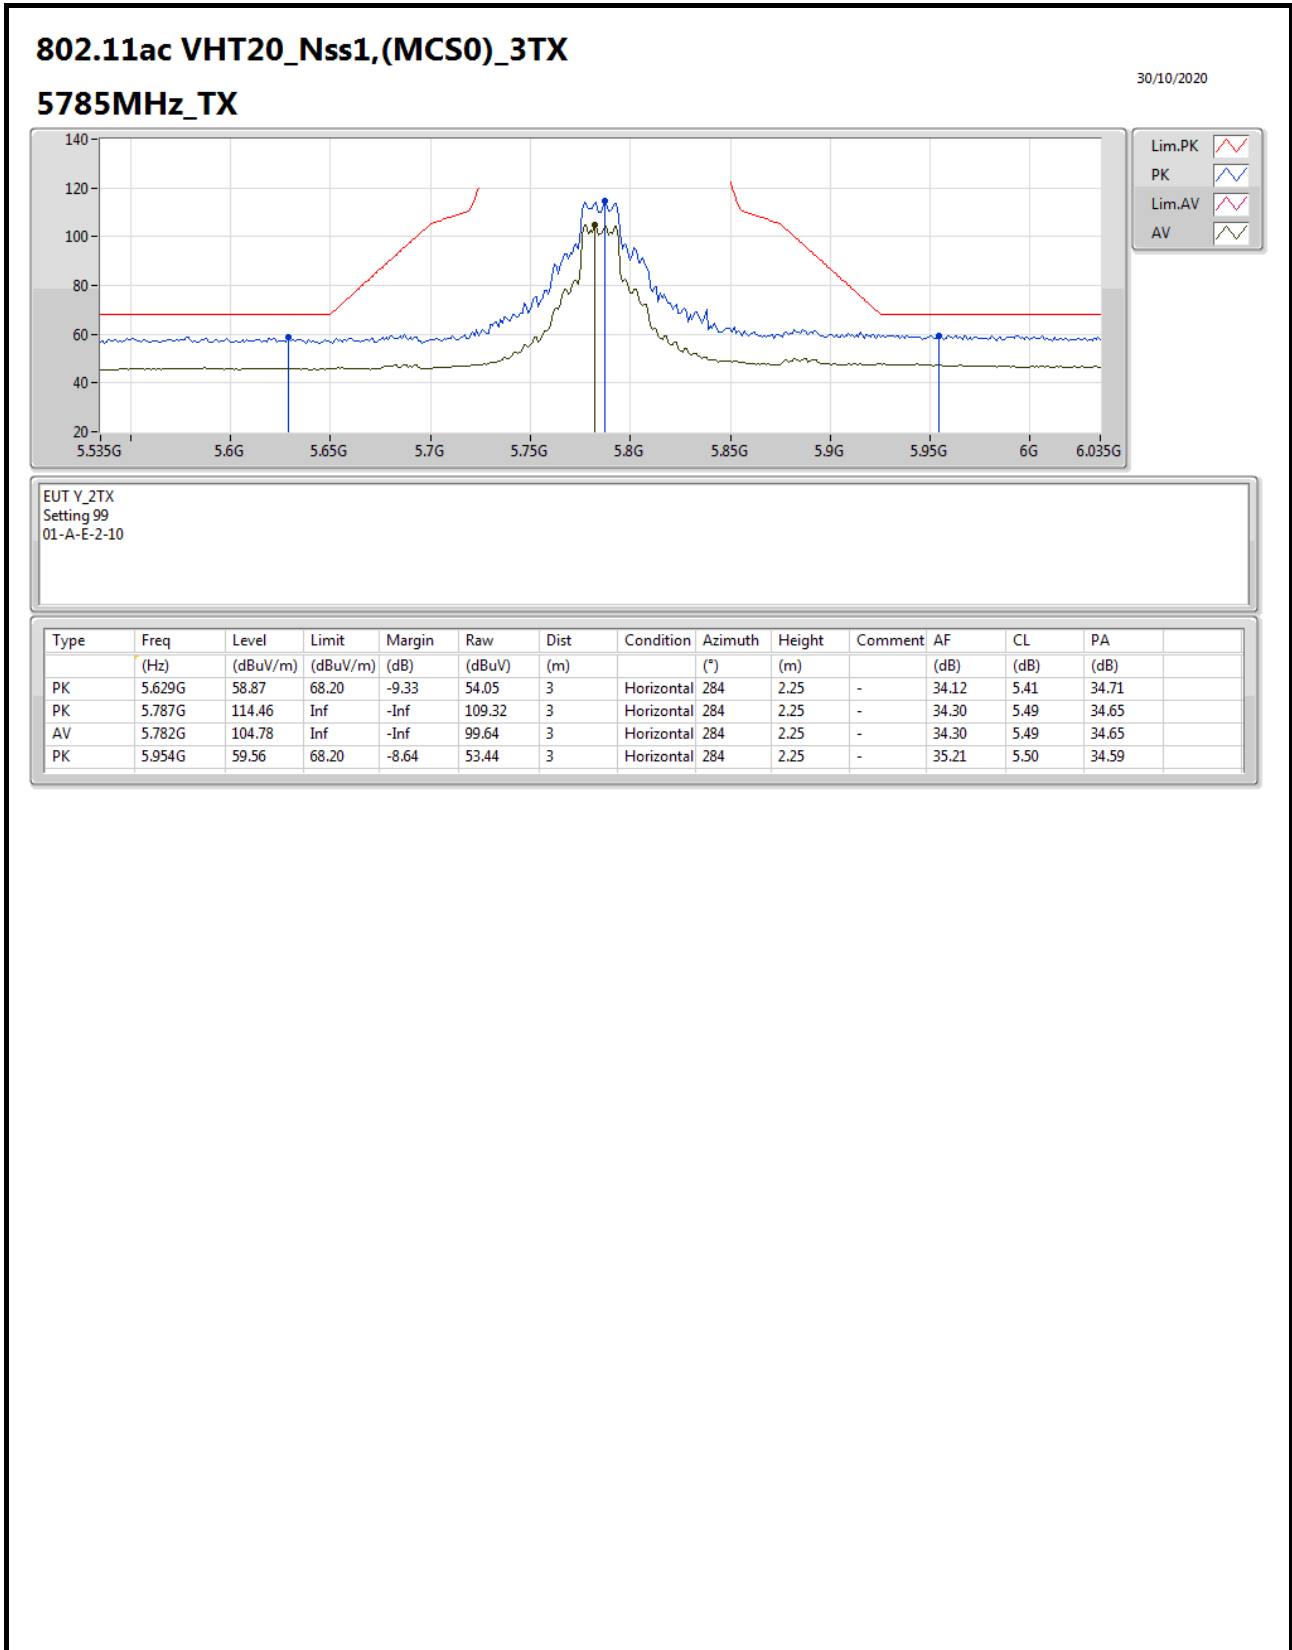 802.11ac VHT20_Nss1,(MCS0)_3TX
30/10/2020
5785MHz_TX
140
120
100
80
60
40
20
5.535G 5.6G 5.65G 5.7G 5.75G 5.8G 5.85G 5.9G 5.95G 6G 6.035G
Lim.PK
PK
Lim.AV
AV
EUT Y_2TX
Setting 99
01-A-E-2-10
Type Freq Level Limit Margin Raw Dist Condition Azimuth Height Comment AF CL PA
(Hz) (dBuV/m) (dBuV/m) (dB) (dBuV) (m) (°) (m) (dB) (dB) (dB)
PK 5.629G 58.87 68.20 -9.33 54.05 3 Horizontal 284 2.25 - 34.12 5.41 34.71
PK 5.787G 114.46 Inf -Inf 109.32 3 Horizontal 284 2.25 - 34.30 5.49 34.65
AV 5.782G 104.78 Inf -Inf 99.64 3 Horizontal 284 2.25 - 34.30 5.49 34.65
PK 5.954G 59.56 68.20 -8.64 53.44 3 Horizontal 284 2.25 - 35.21 5.50 34.59